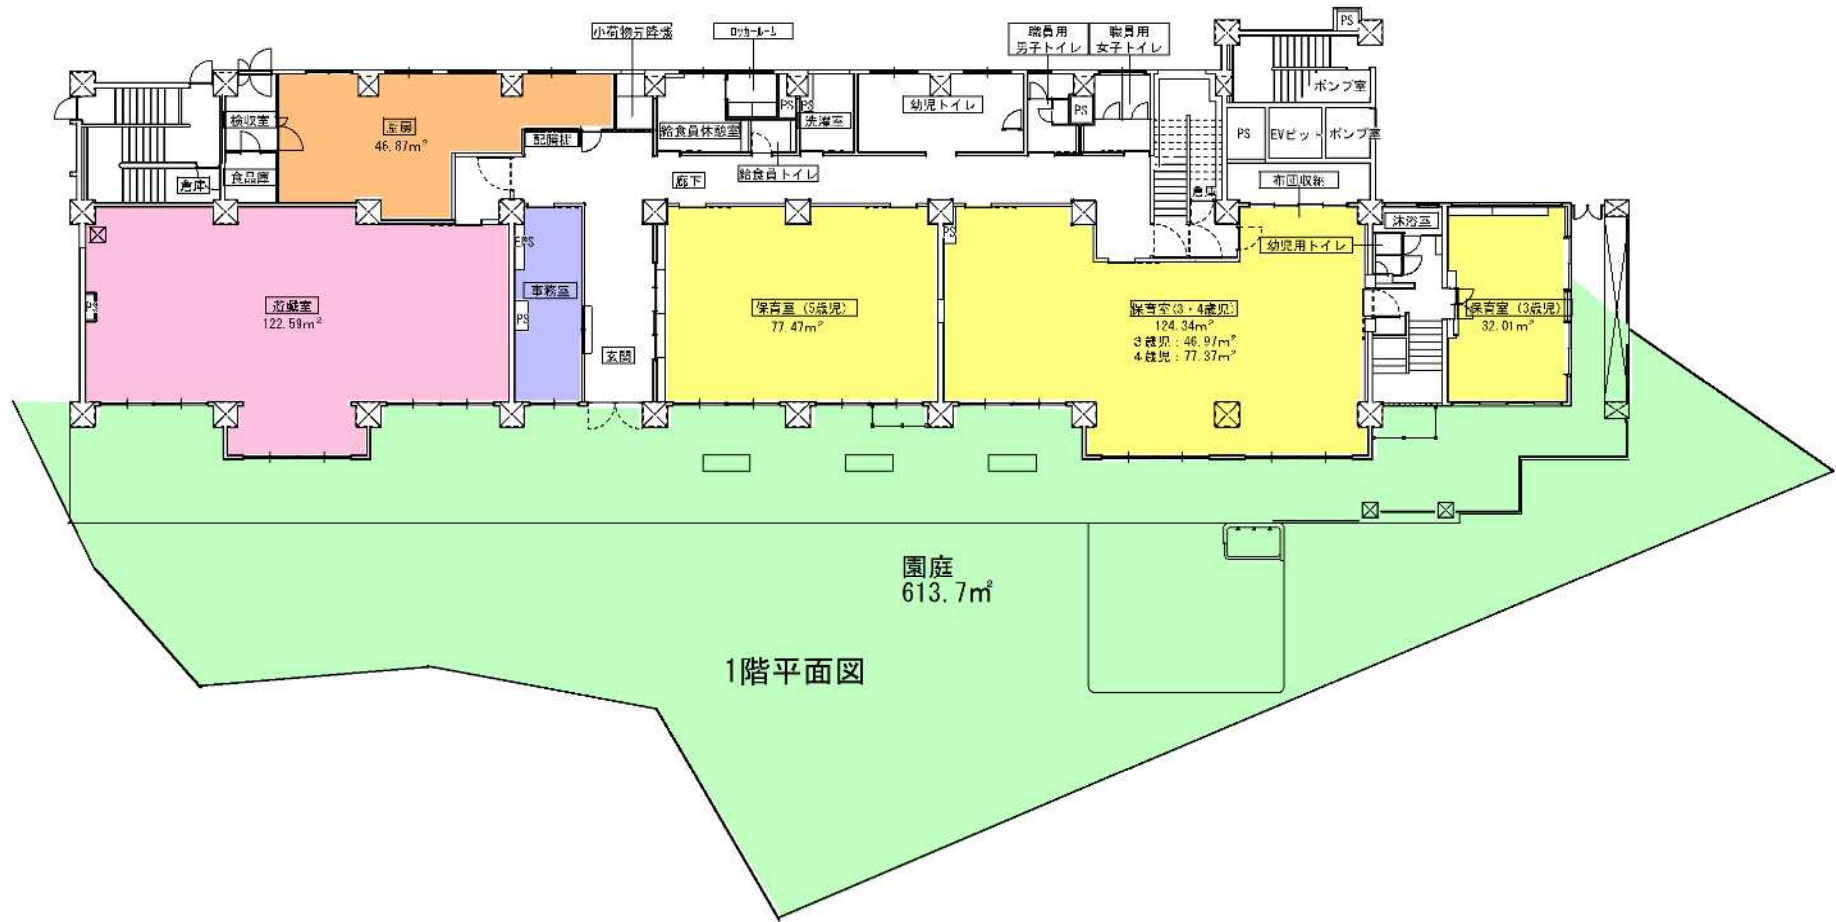 PS
小荷物昇降機
ロッカールーム
職員用
男子トイレ
職員用
女子トイレ
ポンプ室
検収室
厨房
46.87㎡
PS
配膳棚
給食員休憩室
PS
PS
洗濯室
幼児トイレ
PS
PS
EVピット
ポンプ室
食品庫
倉庫
廊下
給食員トイレ
倉庫
布団収納
沐浴室
幼児用トイレ
EPS
PS
遊戯室
122.59㎡
事務室
PS
玄関
保育室(5歳児)
77.47㎡
保育室(3・4歳児)
124.34㎡
3歳児:46.97㎡
4歳児:77.37㎡
保育室(3歳児)
32.01㎡
園庭
613.7㎡
1階平面図